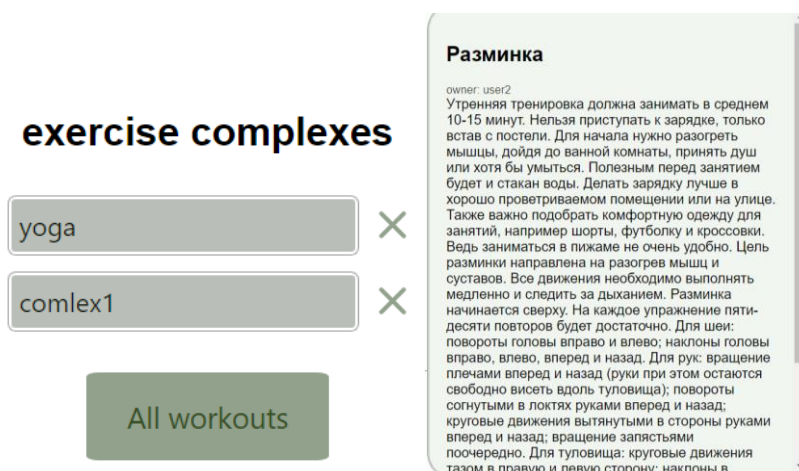 exercise complexes
yoga
comlex1
All workouts
Разминка
owner: user2
Утренняя тренировка должна занимать в среднем
10-15 минут. Нельзя приступать к зарядке, только
встав с постели. Для начала нужно разогреть
мышцы, дойдя до ванной комнаты, принять душ
или хотя бы умыться. Полезным перед занятием
будет и стакан воды. Делать зарядку лучше в
хорошо проветриваемом помещении или на улице.
Также важно подобрать комфортную одежду для
занятий, например шорты, футболку и кроссовки.
Ведь заниматься в пижаме не очень удобно. Цель
разминки направлена на разогрев мышц и
суставов. Все движения необходимо выполнять
медленно и следить за дыханием. Разминка
начинается сверху. На каждое упражнение пяти-
десяти повторов будет достаточно. Для шеи:
повороты головы вправо и влево; наклоны головы
вправо, влево, вперед и назад. Для рук: вращение
плечами вперед и назад (руки при этом остаются
свободно висеть вдоль туловища); повороты
согнутыми в локтях руками вперед и назад;
круговые движения вытянутыми в стороны руками
вперед и назад; вращение запястьями
поочередно. Для туловища: круговые движения
тазом в правую и левую сторону; наклоны в